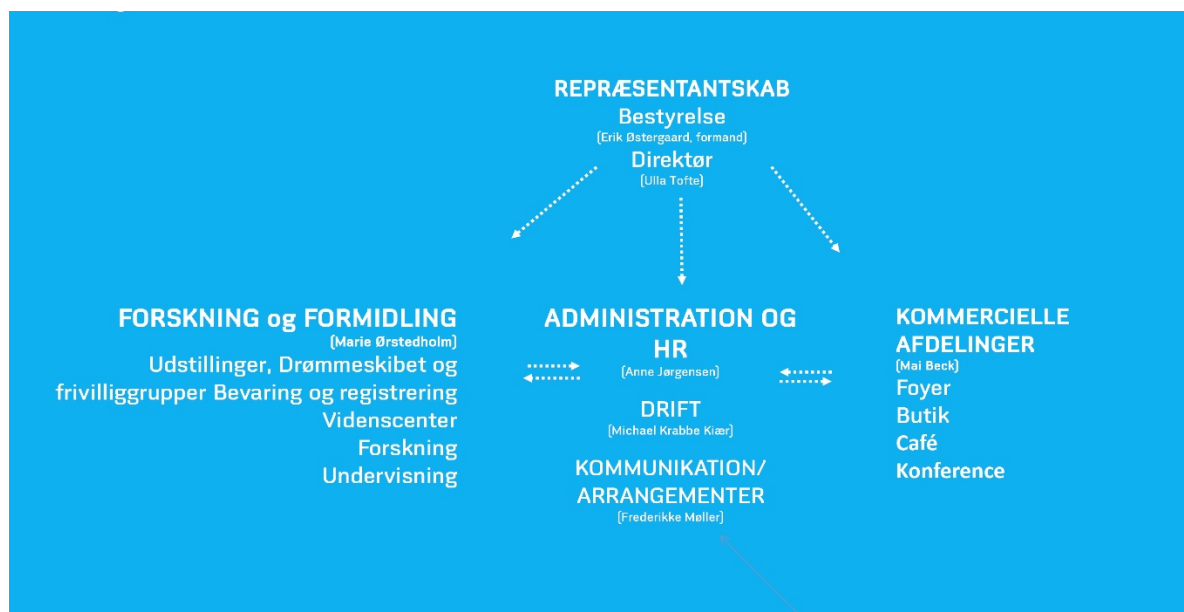 REPRÆSENTANTSKAB
Bestyrelse
(Erik Østergaard, formand)
Direktør
(Ulla Tofte)
FORSKNING og FORMIDLING
(Marie Ørstedholm)
Udstillinger, Drømmeskibet og
frivilliggrupper Bevaring og registrering
Videnscenter
Forskning
Undervisning
ADMINISTRATION OG
HR
(Anne Jørgensen)
DRIFT
(Michael Krabbe Kiær)
KOMMUNIKATION/
ARRANGEMENTER
(Frederikke Møller)
KOMMERCIELLE
AFDELINGER
(Mai Beck)
Foyer
Butik
Café
Konference